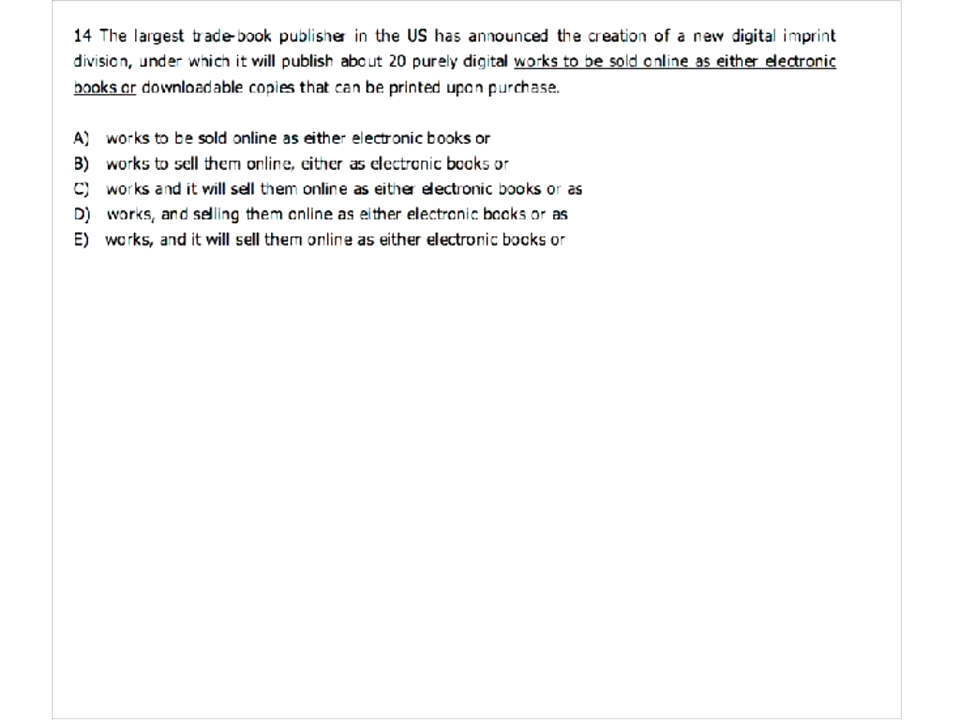 14 The largest trade-book publisher in the US has announced the creation of a new digital imprint
division, under which it will publish about 20 purely digital works to be sold online as either electronic
books or downloadable copies that can be printed upon purchase.
A) works to be sold online as either electronic books or
B) works to sell them online, either as electronic books or
C) works and it will sell them online as either electronic books or as
D) works, and selling them online as either electronic books or as
E) works, and it will sell them online as either electronic books or